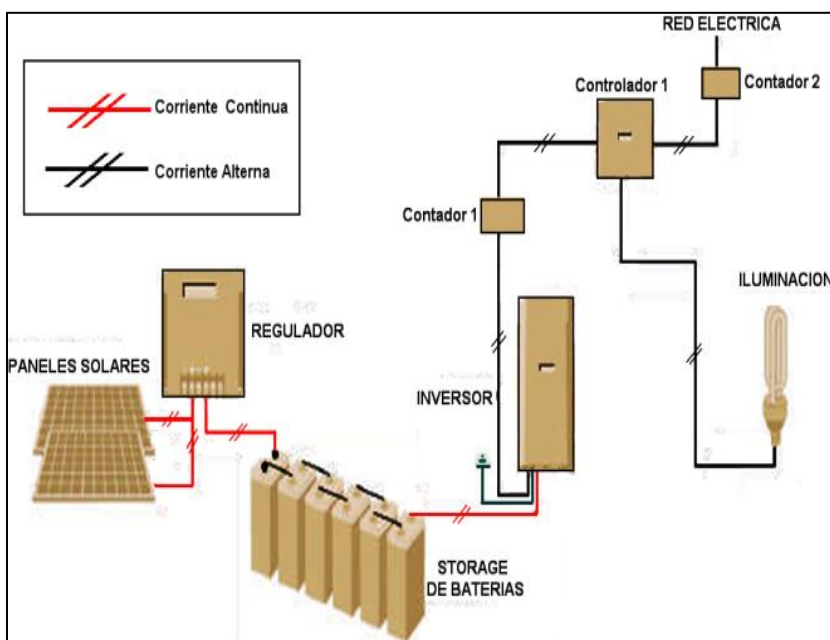 RED ELECTRICA
Controlador 1
Contador 2
Corriente Continua
Corriente Alterna
Contador 1
ILUMINACION
REGULADOR
PANELES SOLARES
INVERSOR
STORAGE
DE BATERIAS